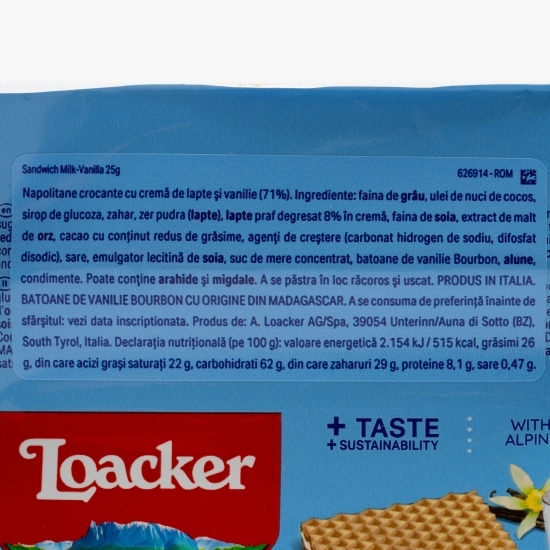 Sandwich Milk-Vanilla 25g 626914-ROM
Napolitane crocante cu cremă de lapte și vanilie (71%). Ingrediente: faina de grâu, ulei de nuci de cocos,
sirop de glucoza, zahar, zer pudra (lapte), lapte praf degresat 8% în cremă, faina de soia, extract de malt
de orz, cacao cu conținut redus de grăsime, agenți de creștere (carbonat hidrogen de sodiu, difosfat
disodic), sare, emulgator lecitină de soia, suc de mere concentrat, batoane de vanilie Bourbon, alune,
condimente. Poate conține arahide și migdale. A se păstra în loc răcoros și uscat. PRODUS IN ITALIA.
BATOANE DE VANILIE BOURBON CU ORIGINE DIN MADAGASCAR. A se consuma de preferință înainte de
sfârșitul: vezi data inscriptionata. Produs de: A. Loacker AG/Spa, 39054 Unterinn/Auna di Sotto (BZ),
South Tyrol, Italia. Declarația nutrițională (pe 100 g): valoare energetică 2.154 kJ / 515 kcal, grăsimi 26
g, din care acizi grași saturați 22 g, carbohidrati 62 g, din care zaharuri 29 g, proteine 8,1 g, sare 0,47 g.
+ TASTE
+ SUSTAINABILITY
WITH
ALPIN
Loacker